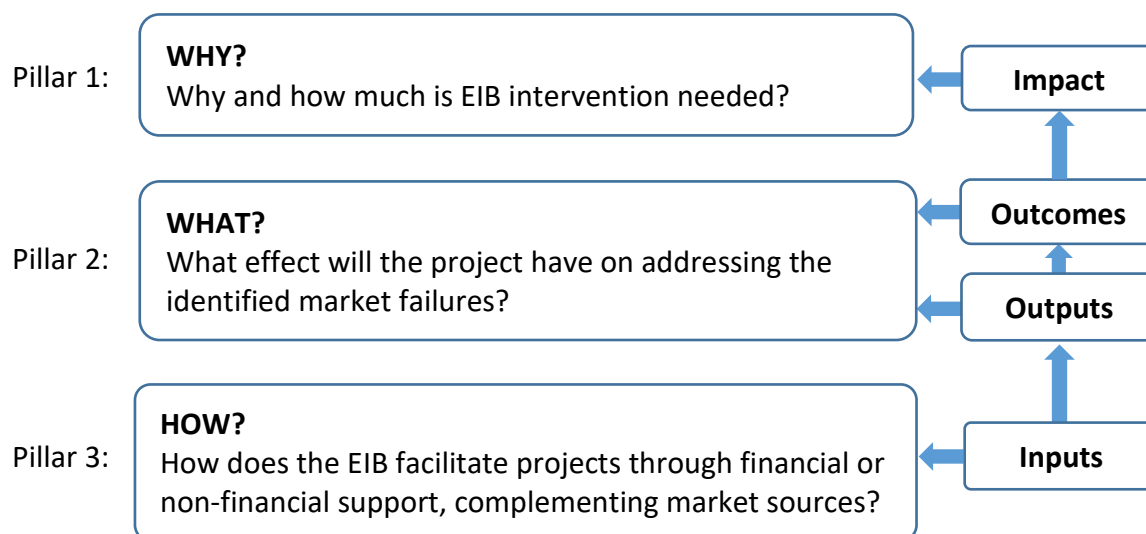 Pillar 1:
WHY?
Why and how much is EIB intervention needed?
Impact
Pillar 2:
WHAT?
What effect will the project have on addressing the
identified market failures?
Outcomes
Outputs
Pillar 3:
HOW?
How does the EIB facilitate projects through financial or
non-financial support, complementing market sources?
Inputs